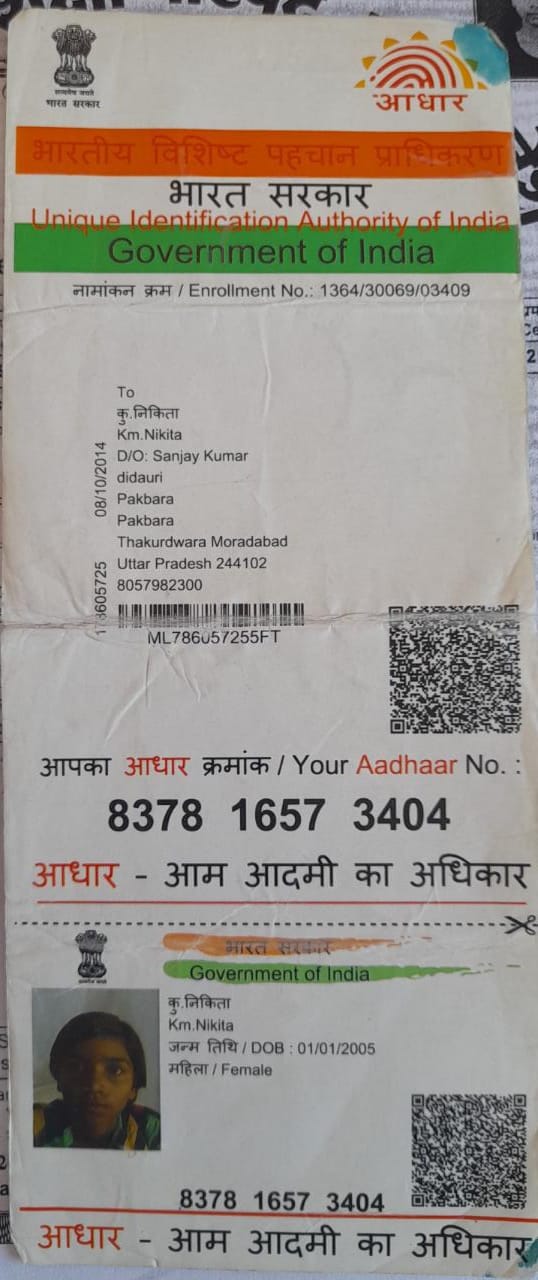 सत्यमेव जयते
भारत सरकार
आधार
भारतीय विशिष्ट पहचान प्राधिकरण
भारत सरकार
Unique Identification Authority of India
Government of India
नामांकन क्रम / Enrollment No.: 1364/30069/03409
To
कु.निकिता
Km.Nikita
D/O: Sanjay Kumar
didauri
Pakbara
Pakbara
Thakurdwara Moradabad
Uttar Pradesh 244102
8057982300
08/10/2014
ML786057255FT
आपका आधार क्रमांक / Your Aadhaar No. :
8378 1657 3404
आधार - आम आदमी का अधिकार
भारत सरकार
Government of India
कु.निकिता
Km.Nikita
जन्म तिथि / DOB : 01/01/2005
महिला / Female
8378 1657 3404
आधार - आम आदमी का अधिकार